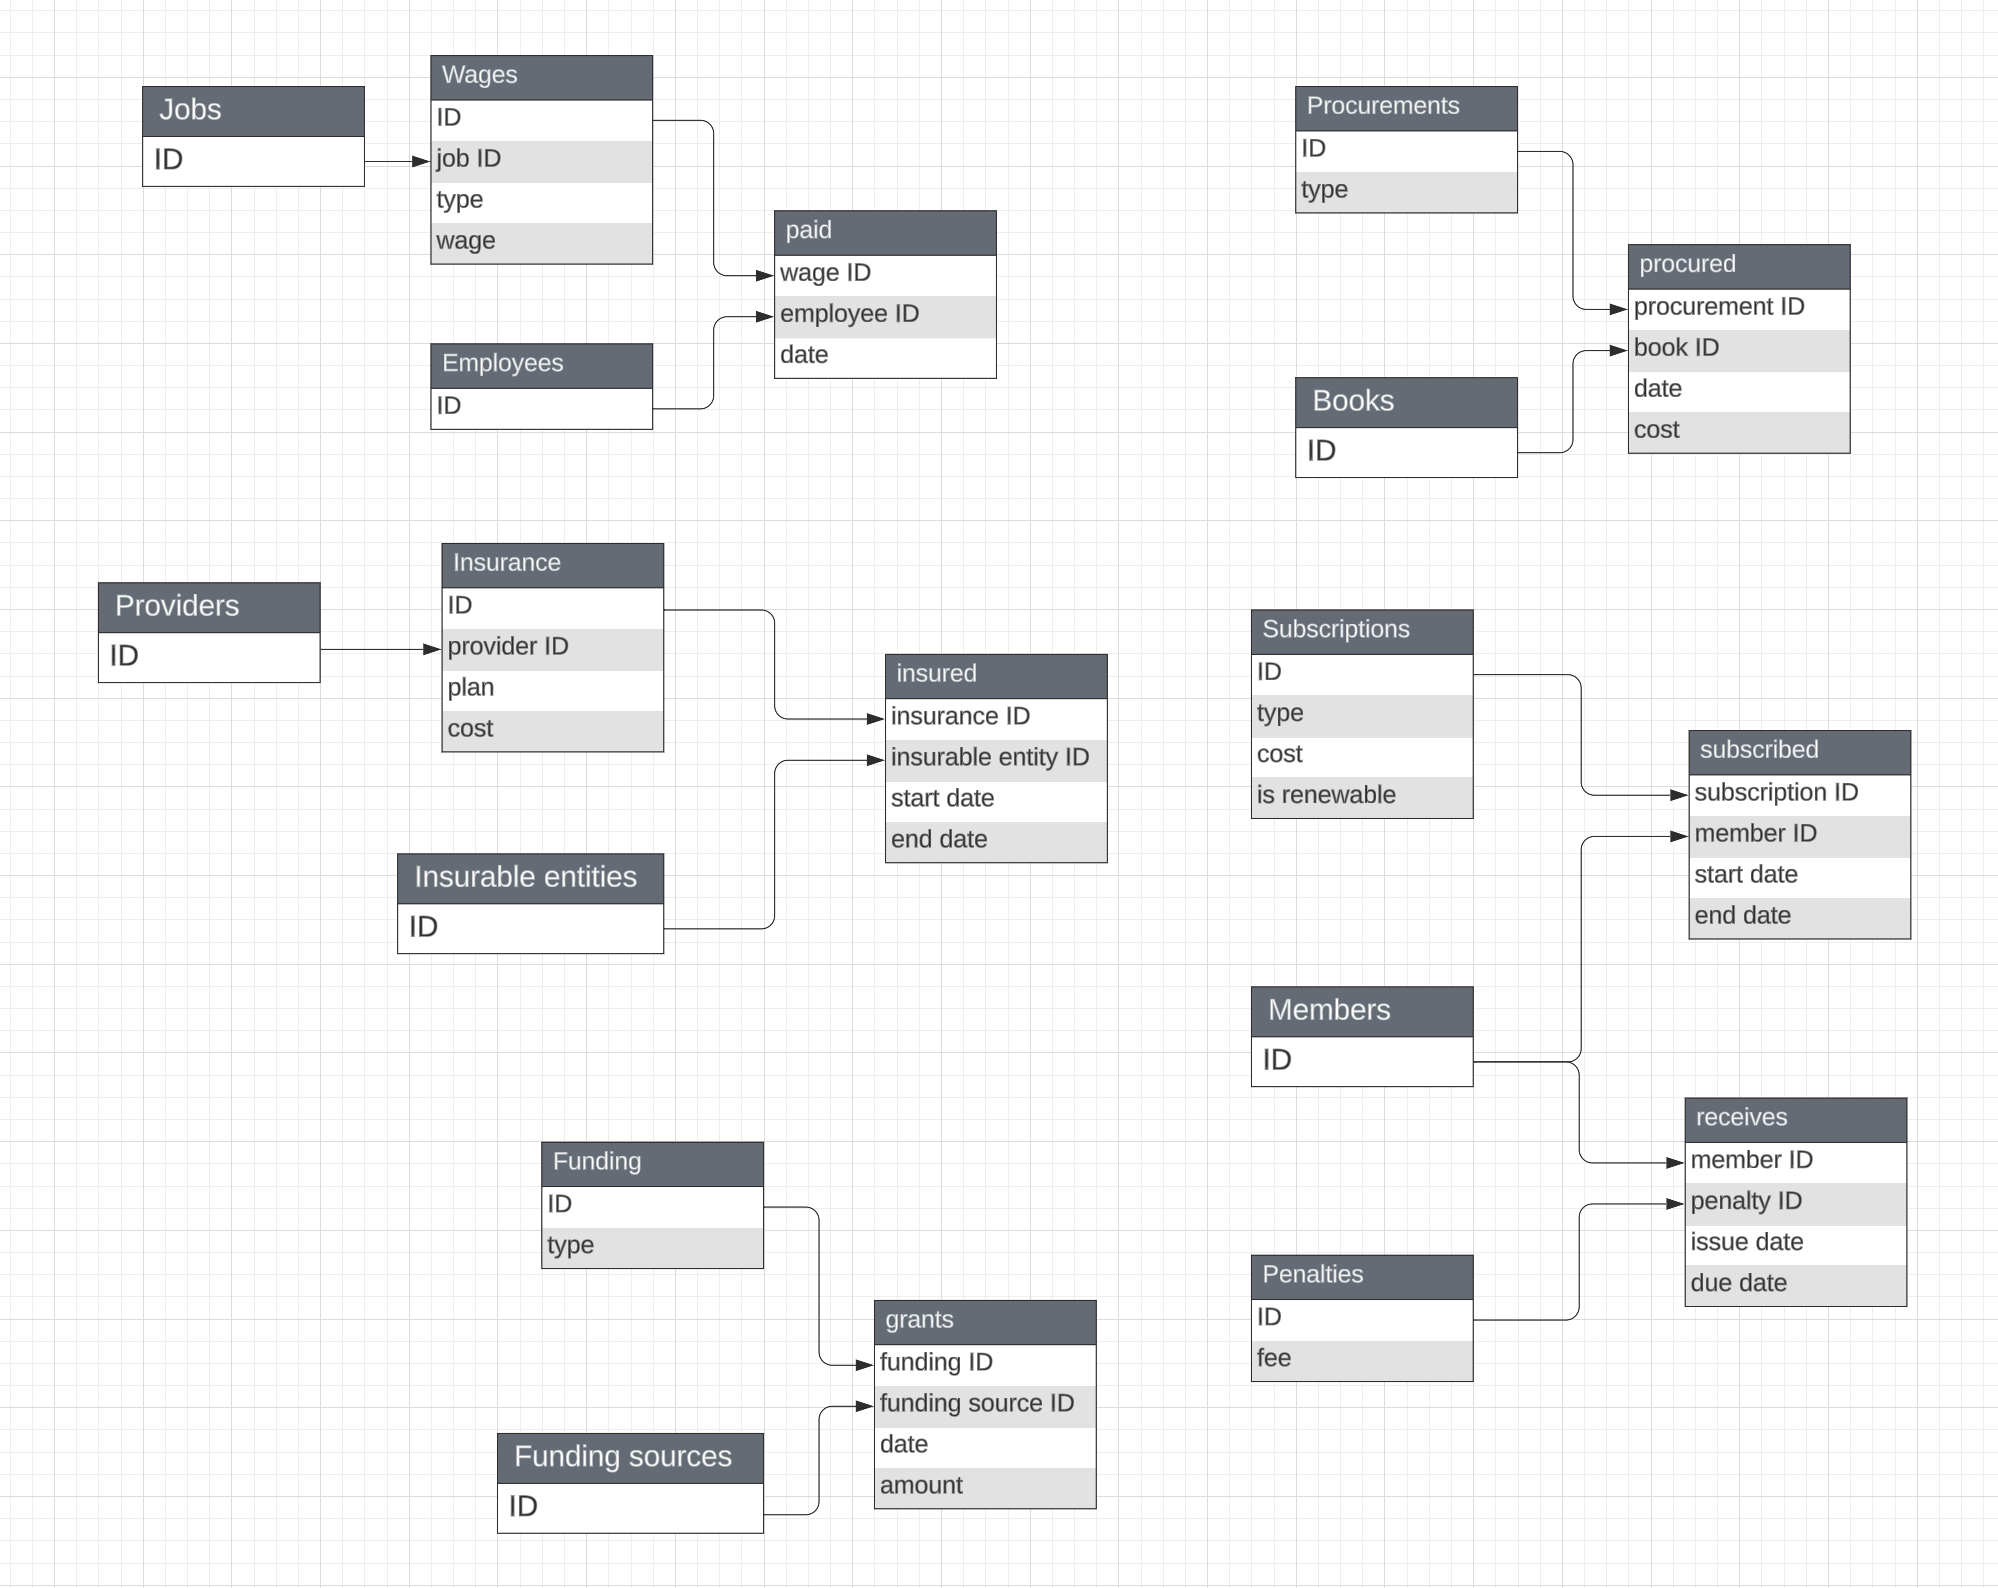 Jobs
ID
Wages
ID
job ID
type
wage
Employees
ID
paid
wage ID
employee ID
date
Procurements
ID
type
Books
ID
procured
procurement ID
book ID
date
cost
Providers
ID
Insurance
ID
provider ID
plan
cost
Insurable entities
ID
insured
insurance ID
insurable entity ID
start date
end date
Subscriptions
ID
type
cost
is renewable
subscribed
subscription ID
member ID
start date
end date
Members
ID
receives
member ID
penalty ID
issue date
due date
Penalties
ID
fee
Funding
ID
type
Funding sources
ID
grants
funding ID
funding source ID
date
amount